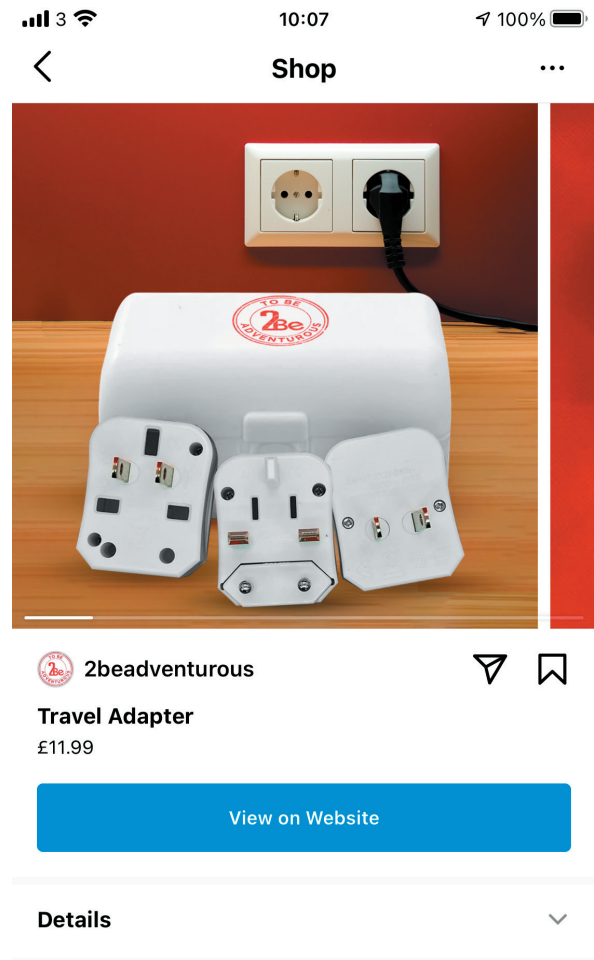 3 10:07 100%
Shop
TO BE
2Be
ADVENTUROUS
2beadventurous
Travel Adapter
£11.99
View on Website
Details